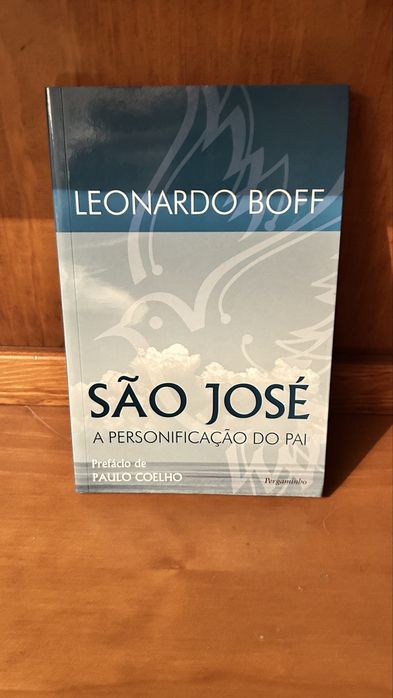 LEONARDO BOFF
SÃO JOSÉ
A PERSONIFICAÇÃO DO PAI
Prefácio de
PAULO COELHO
Pergaminho